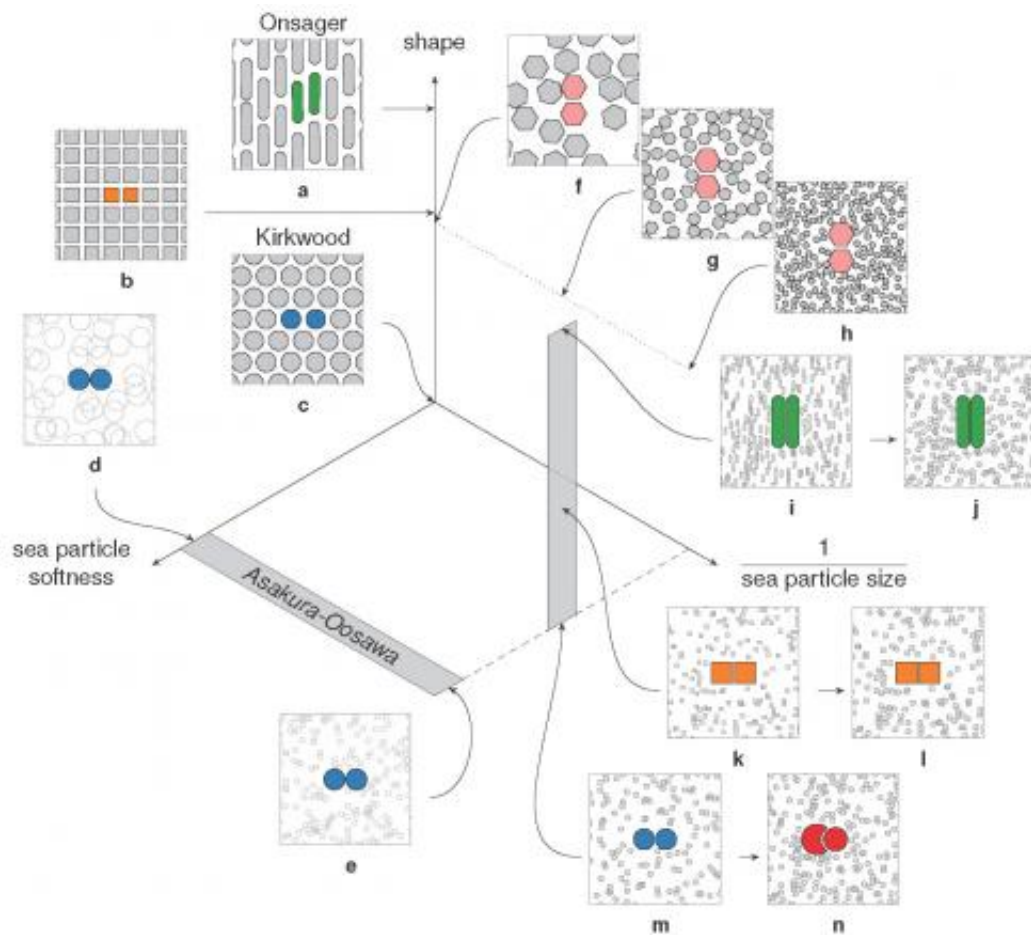 Onsager
shape
a
f
b
Kirkwood
g
c
h
d
i
j
sea particle
softness
Asakura-Oosawa
1
sea particle size
k
l
e
m
n